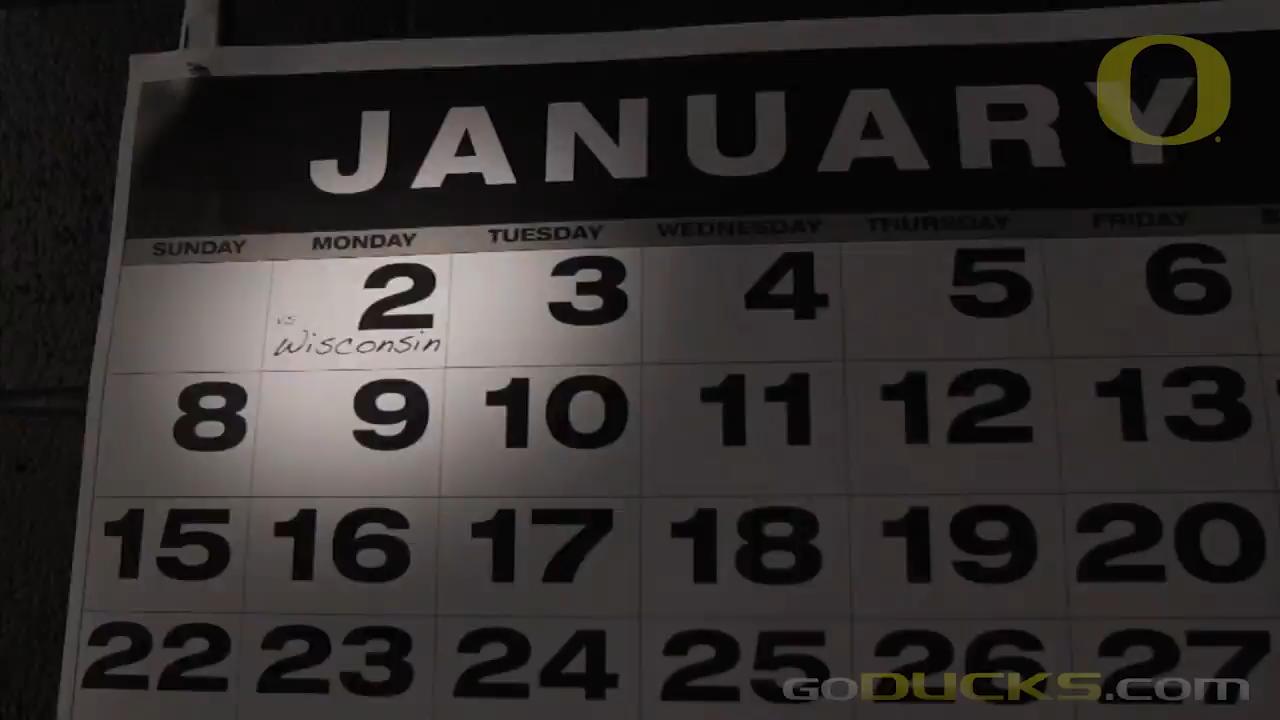 O
JANUARY
SUNDAY MONDAY TUESDAY WEDNESDAY THURSDAY FRIDAY
2 3 4 5 6
vs
Wisconsin
8 9 10 11 12 13
15 16 17 18 19 20
22 23 24 25 26 27
GODUCKS.com